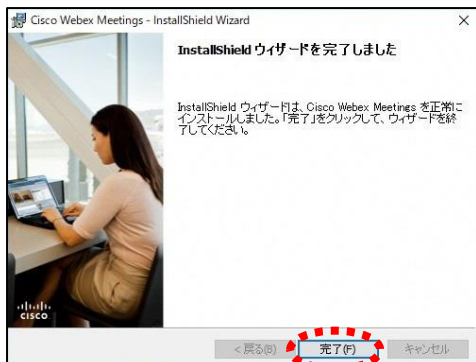 Cisco Webex Meetings - InstallShield Wizard
InstallShield ウィザードを完了しました
InstallShield ウィザードは、Cisco Webex Meetings を正常に
インストールしました。「完了」をクリックして、ウィザードを終
了してください。
CISCO
< 戻る(B)
完了(F)
キャンセル